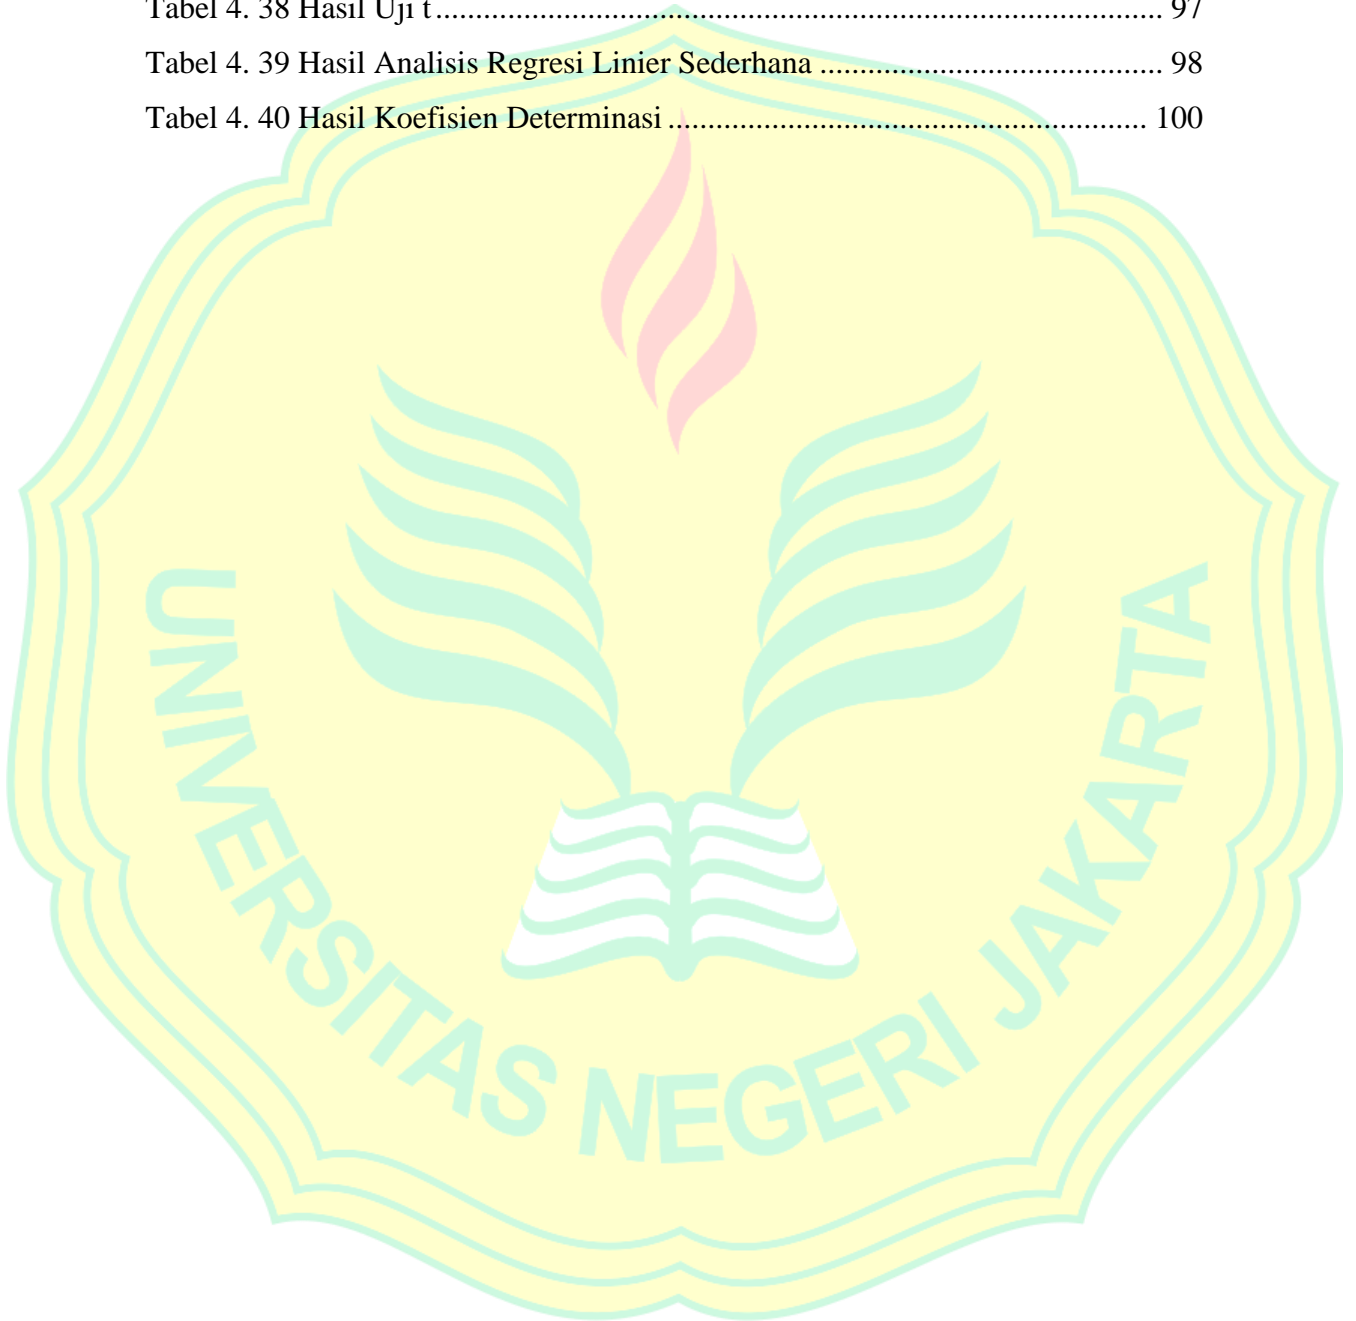 Tabel 4. 38 Hasil Uji t.......................................................................................... 97
Tabel 4. 39 Hasil Analisis Regresi Linier Sederhana .......................................... 98
Tabel 4. 40 Hasil Koefisien Determinasi ........................................................... 100
UNIVERSITAS NEGERI JAKARTA